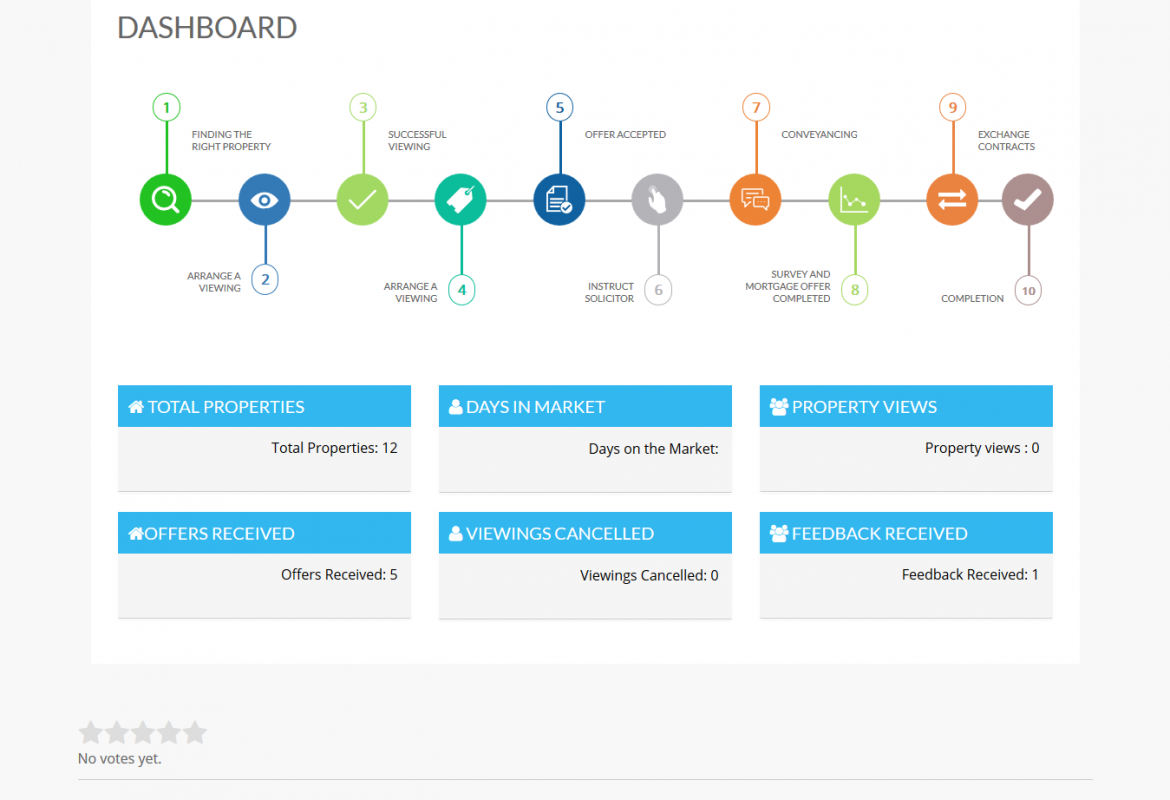 DASHBOARD
1
FINDING THE
RIGHT PROPERTY
3
SUCCESSFUL
VIEWING
5
OFFER ACCEPTED
7
CONVEYANCING
9
EXCHANGE
CONTRACTS
ARRANGE A
VIEWING
2
ARRANGE A
VIEWING
4
INSTRUCT
SOLICITOR
6
SURVEY AND
MORTGAGE OFFER
COMPLETED
8
COMPLETION
10
TOTAL PROPERTIES
Total Properties: 12
DAYS IN MARKET
Days on the Market:
PROPERTY VIEWS
Property views : 0
OFFERS RECEIVED
Offers Received: 5
VIEWINGS CANCELLED
Viewings Cancelled: 0
FEEDBACK RECEIVED
Feedback Received: 1
No votes yet.